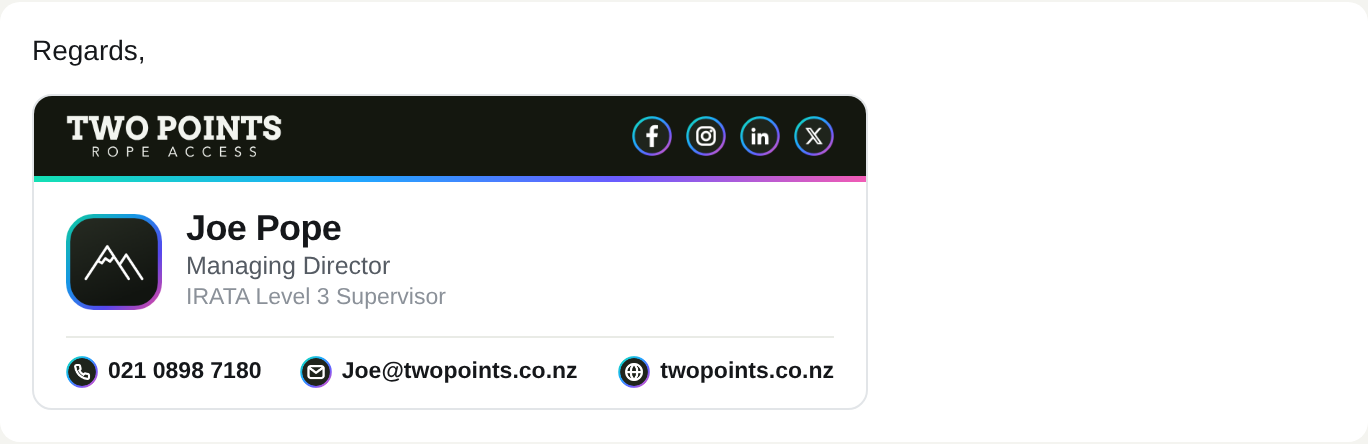 Regards,
TWO POINTS
ROPE ACCESS
Joe Pope
Managing Director
IRATA Level 3 Supervisor
021 0898 7180
Joe@twopoints.co.nz
twopoints.co.nz